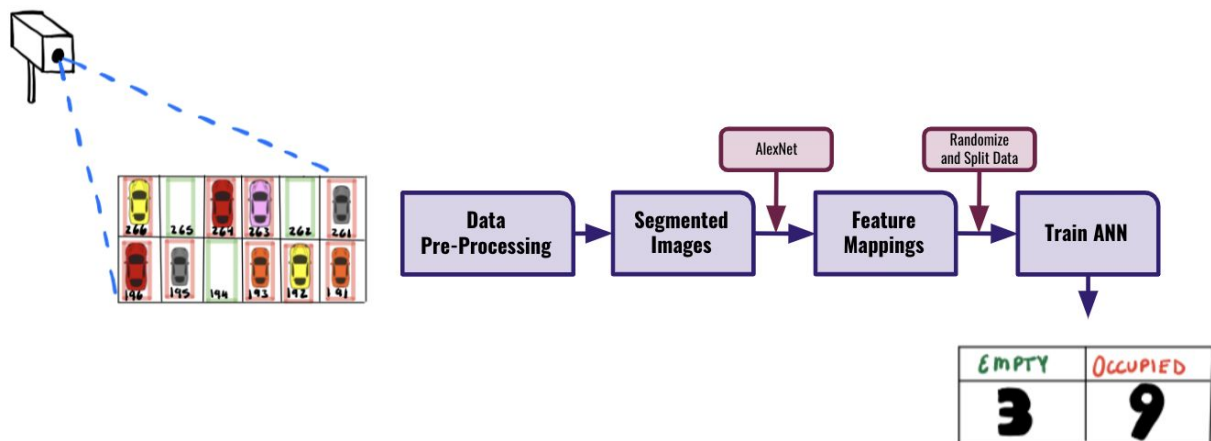 AlexNet
Randomize
and Split Data
266 265 264 263 262 261
196 195 194 193 192 191
Data
Pre-Processing
Segmented
Images
Feature
Mappings
Train ANN
EMPTY OCCUPIED
3 9